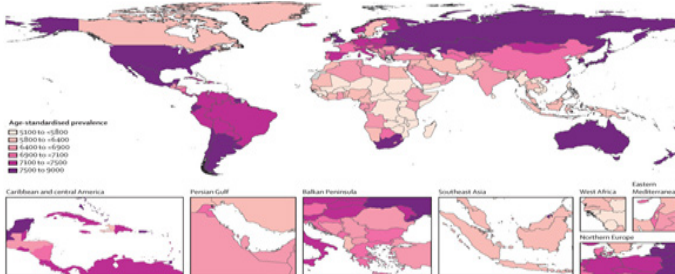 Age-standardised prevalence
5100 to <5800
5800 to <6400
6400 to <6900
6900 to <7100
7100 to <7500
7500 to 9000
Caribbean and central America
Persian Gulf
Balkan Peninsula
Southeast Asia
West Africa
Eastern
Mediterranean
Northern Europe